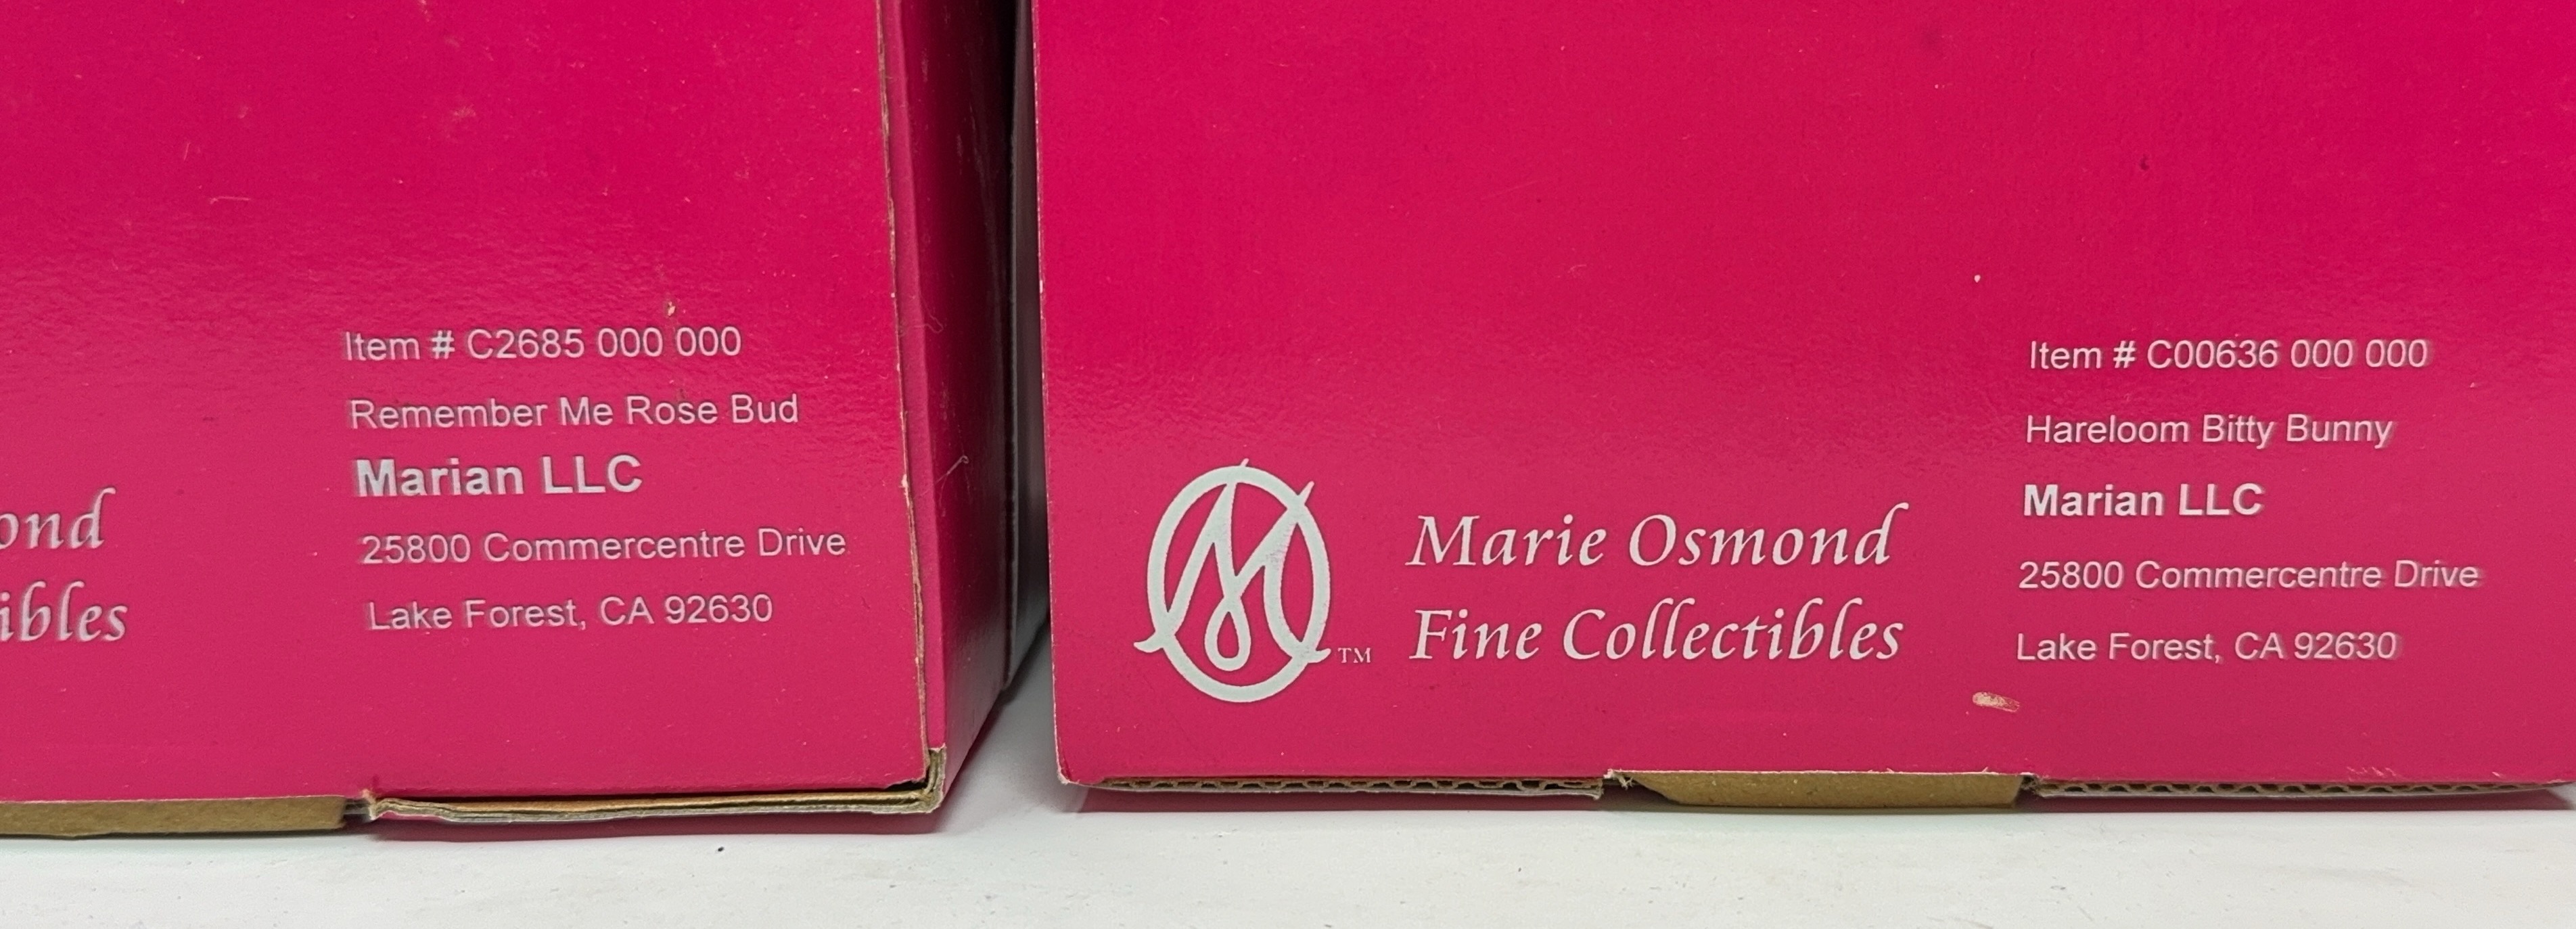 ond
ibles
Item # C2685 000 000
Remember Me Rose Bud
Marian LLC
25800 Commercentre Drive
Lake Forest, CA 92630
M
TM
Marie Osmond
Fine Collectibles
Item # C00636 000 000
Hareloom Bitty Bunny
Marian LLC
25800 Commercentre Drive
Lake Forest, CA 92630